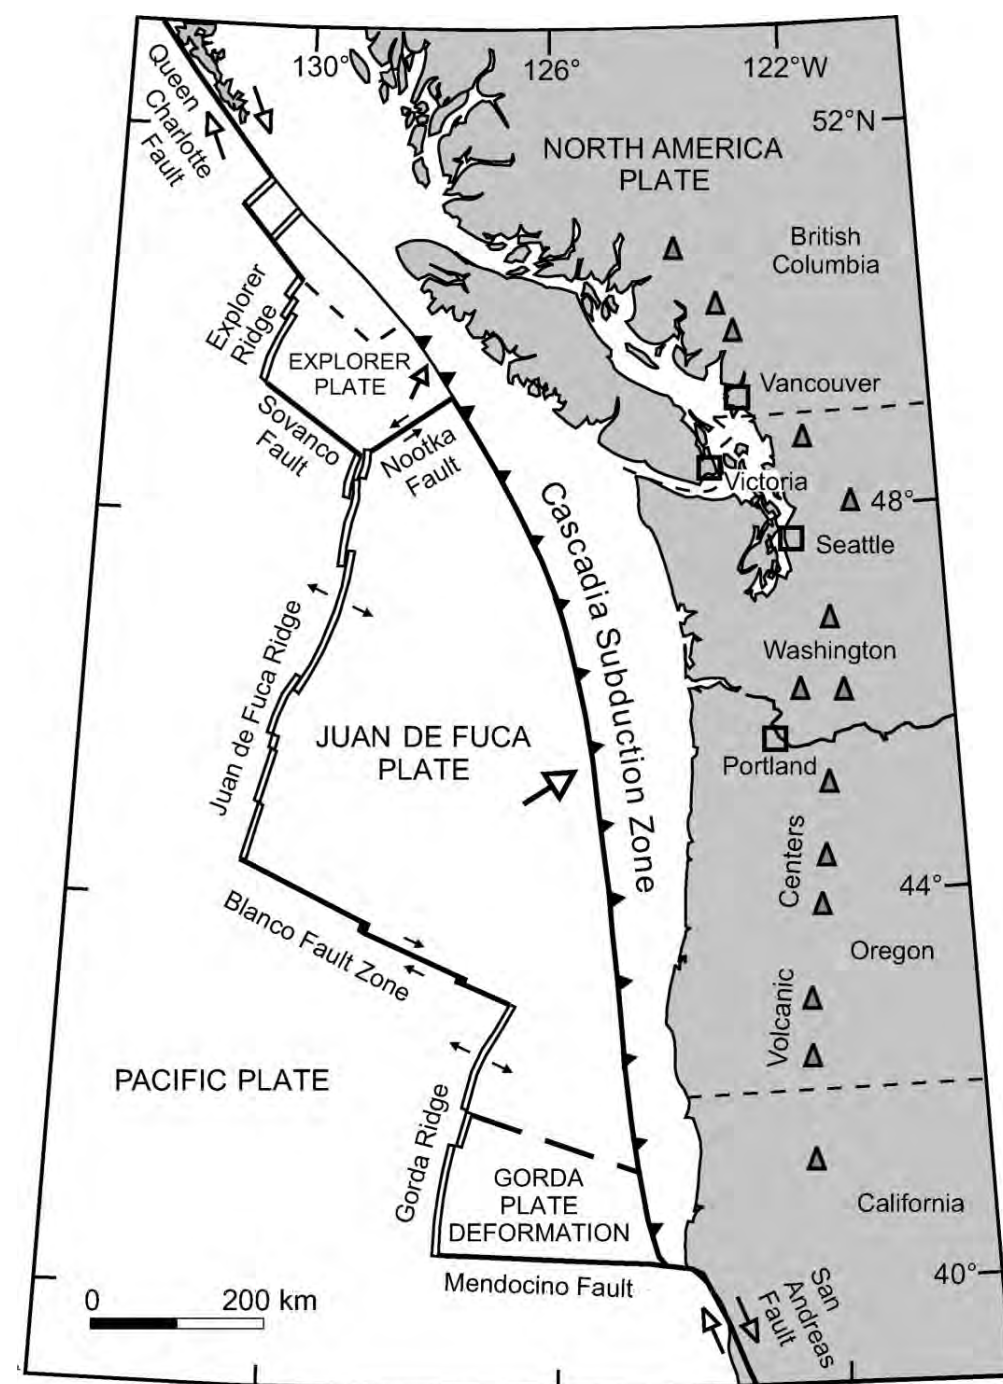 130°
126°
122°W
52°N
Queen
Charlotte
Fault
NORTH AMERICA
PLATE
British
Columbia
Explorer
Ridge
EXPLORER
PLATE
Vancouver
Sovanco
Fault
Nootka
Fault
Victoria
48°
Seattle
Cascadia Subduction Zone
Washington
Juan de Fuca Ridge
JUAN DE FUCA
PLATE
Portland
Centers
44°
Blanco Fault Zone
Oregon
Volcanic
PACIFIC PLATE
Gorda Ridge
GORDA
PLATE
DEFORMATION
California
40°
Mendocino Fault
San
Andreas
Fault
0 200 km